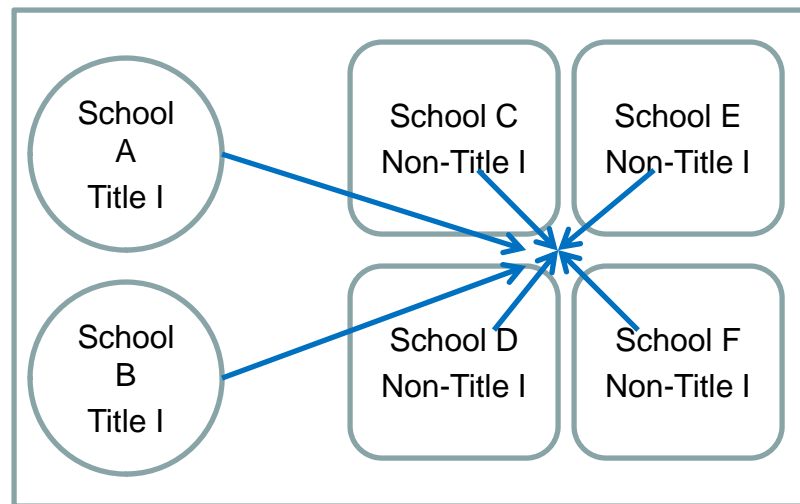 School
A
Title I
School C
Non-Title I
School E
Non-Title I
School
B
Title I
School D
Non-Title I
School F
Non-Title I